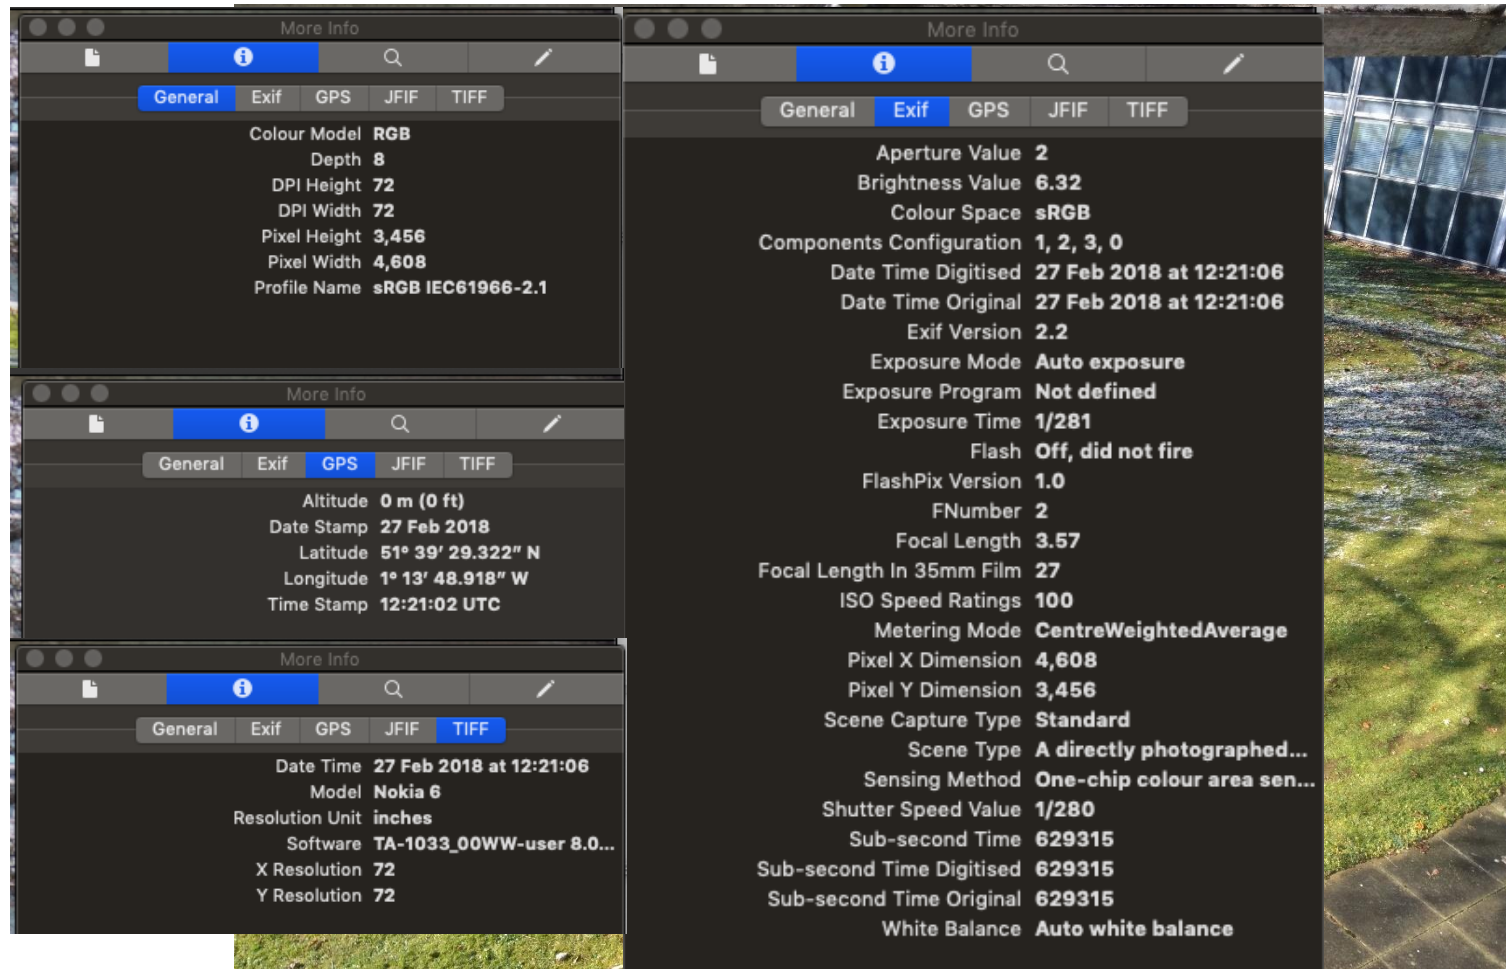 More Info
General Exif GPS JFIF TIFF
Colour Model RGB
Depth 8
DPI Height 72
DPI Width 72
Pixel Height 3,456
Pixel Width 4,608
Profile Name sRGB IEC61966-2.1
More Info
General Exif GPS JFIF TIFF
Altitude 0 m (0 ft)
Date Stamp 27 Feb 2018
Latitude 51° 39′ 29.322″ N
Longitude 1° 13′ 48.918″ W
Time Stamp 12:21:02 UTC
More Info
General Exif GPS JFIF TIFF
Date Time 27 Feb 2018 at 12:21:06
Model Nokia 6
Resolution Unit inches
Software TA-1033_00WW-user 8.0...
X Resolution 72
Y Resolution 72
More Info
General Exif GPS JFIF TIFF
Aperture Value 2
Brightness Value 6.32
Colour Space sRGB
Components Configuration 1, 2, 3, 0
Date Time Digitised 27 Feb 2018 at 12:21:06
Date Time Original 27 Feb 2018 at 12:21:06
Exif Version 2.2
Exposure Mode Auto exposure
Exposure Program Not defined
Exposure Time 1/281
Flash Off, did not fire
FlashPix Version 1.0
FNumber 2
Focal Length 3.57
Focal Length In 35mm Film 27
ISO Speed Ratings 100
Metering Mode CentreWeightedAverage
Pixel X Dimension 4,608
Pixel Y Dimension 3,456
Scene Capture Type Standard
Scene Type A directly photographed...
Sensing Method One-chip colour area sen...
Shutter Speed Value 1/280
Sub-second Time 629315
Sub-second Time Digitised 629315
Sub-second Time Original 629315
White Balance Auto white balance